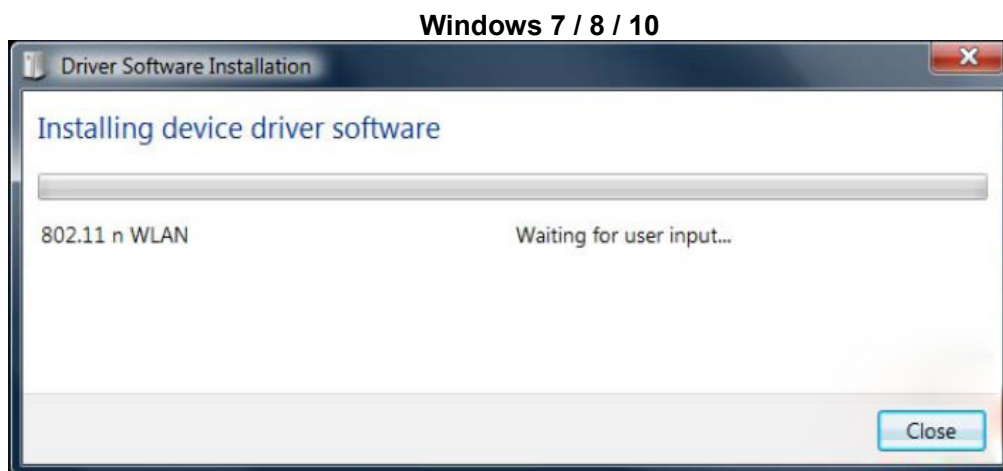 Windows 7 / 8 / 10
Driver Software Installation
Installing device driver software
802.11 n WLAN Waiting for user input...
Close